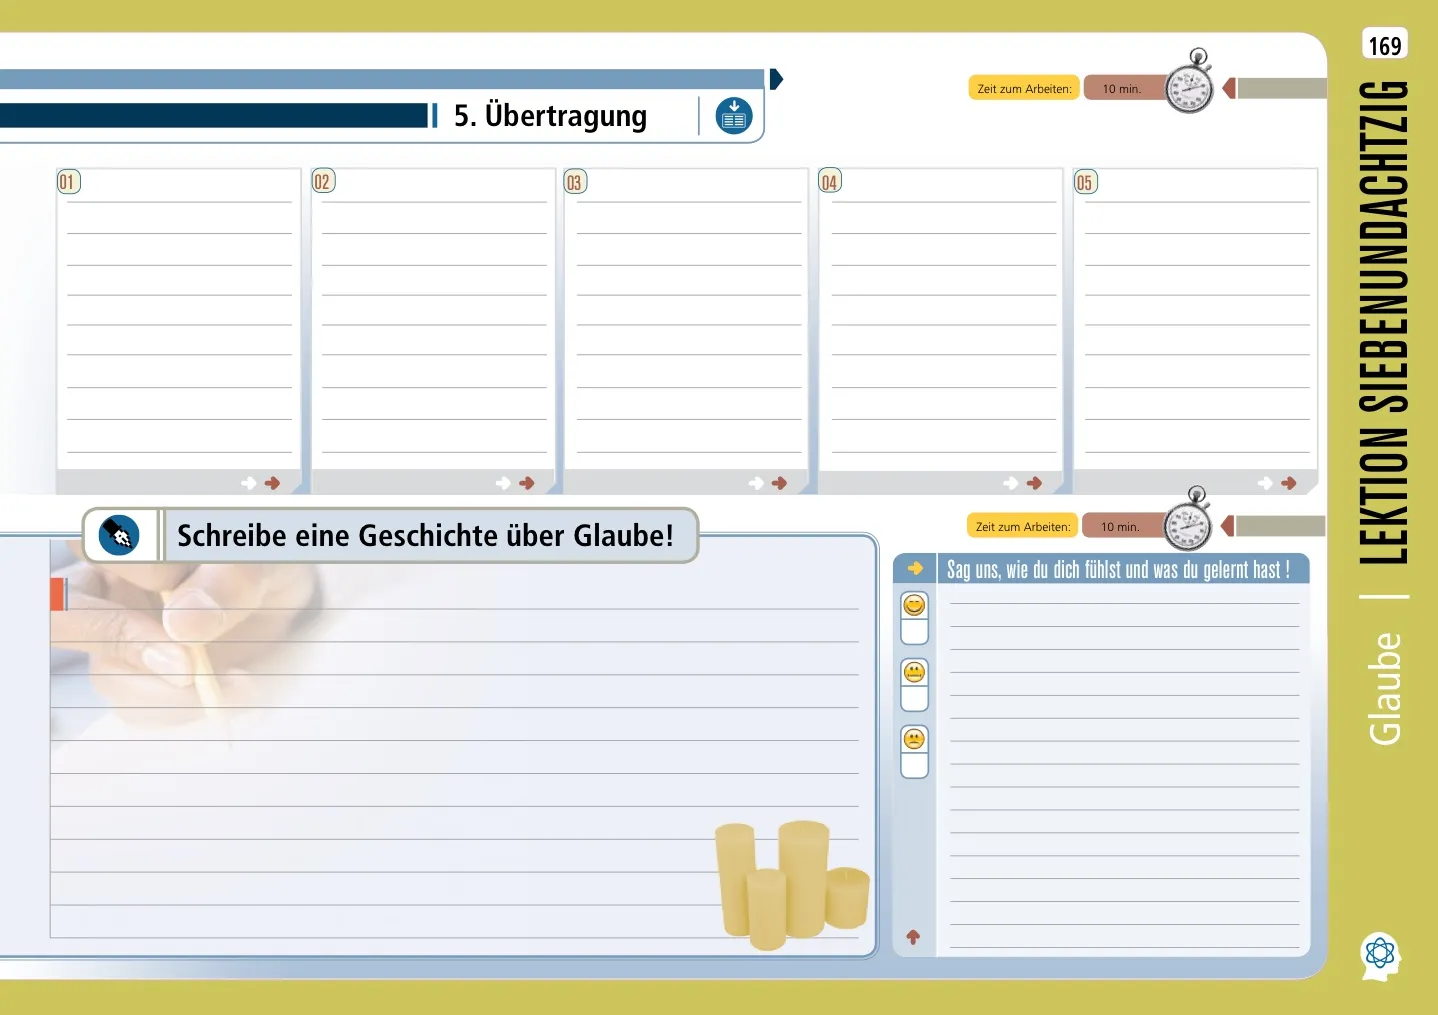 169
5. Übertragung
Zeit zum Arbeiten:
10 min.
01
02
03
04
05
Schreibe eine Geschichte über Glaube!
Zeit zum Arbeiten:
10 min.
Sag uns, wie du dich fühlst und was du gelernt hast !
LEKTION SIEBENUNDACHTZIG
Glaube